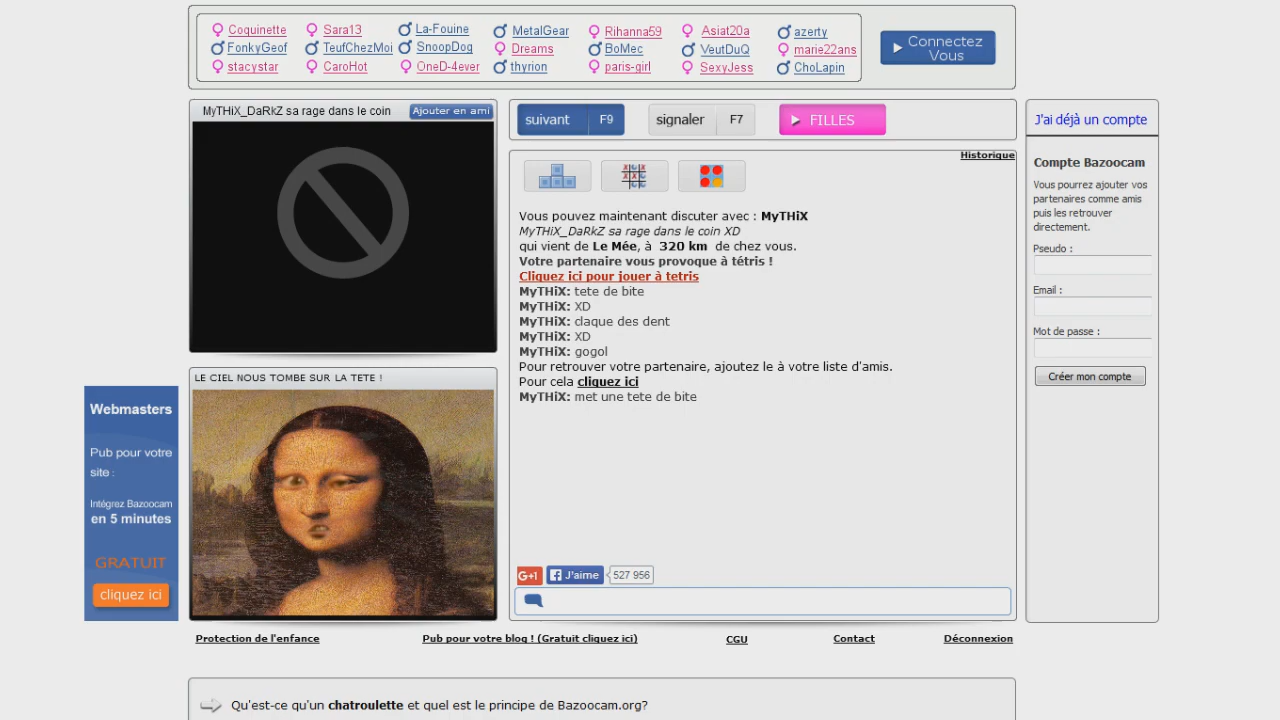 Coquinette Sara13 La-Fouine MetalGear Rihanna59 Asiat20a azerty
FonkyGeof TeufChezMoi SnoopDog Dreams BoMec VeutDuQ marie22ans
stacystar CaroHot OneD-4ever thyrion paris-girl SexyJess ChoLapin
Connectez
Vous
MyTHiX_DaRkZ sa rage dans le coin
Ajouter en ami
suivant F9
signaler F7
FILLES
J'ai déjà un compte
Historique
Vous pouvez maintenant discuter avec : MyTHiX
MyTHiX_DaRkZ sa rage dans le coin XD
qui vient de Le Mée, à 320 km de chez vous.
Votre partenaire vous provoque à tétris !
Cliquez ici pour jouer à tetris
MyTHiX: tete de bite
MyTHiX: XD
MyTHiX: claque des dent
MyTHiX: XD
MyTHiX: gogol
Pour retrouver votre partenaire, ajoutez le à votre liste d'amis.
Pour cela cliquez ici
MyTHiX: met une tete de bite
G+1
J'aime
527 956
Compte Bazoocam
Vous pourrez ajouter vos
partenaires comme amis
puis les retrouver
directement.
Pseudo :
Email :
Mot de passe :
Créer mon compte
LE CIEL NOUS TOMBE SUR LA TETE !
Webmasters
Pub pour votre
site :
Intégrez Bazoocam
en 5 minutes
GRATUIT
cliquez ici
Protection de l'enfance
Pub pour votre blog ! (Gratuit cliquez ici)
CGU
Contact
Déconnexion
Qu'est-ce qu'un chatroulette et quel est le principe de Bazoocam.org?